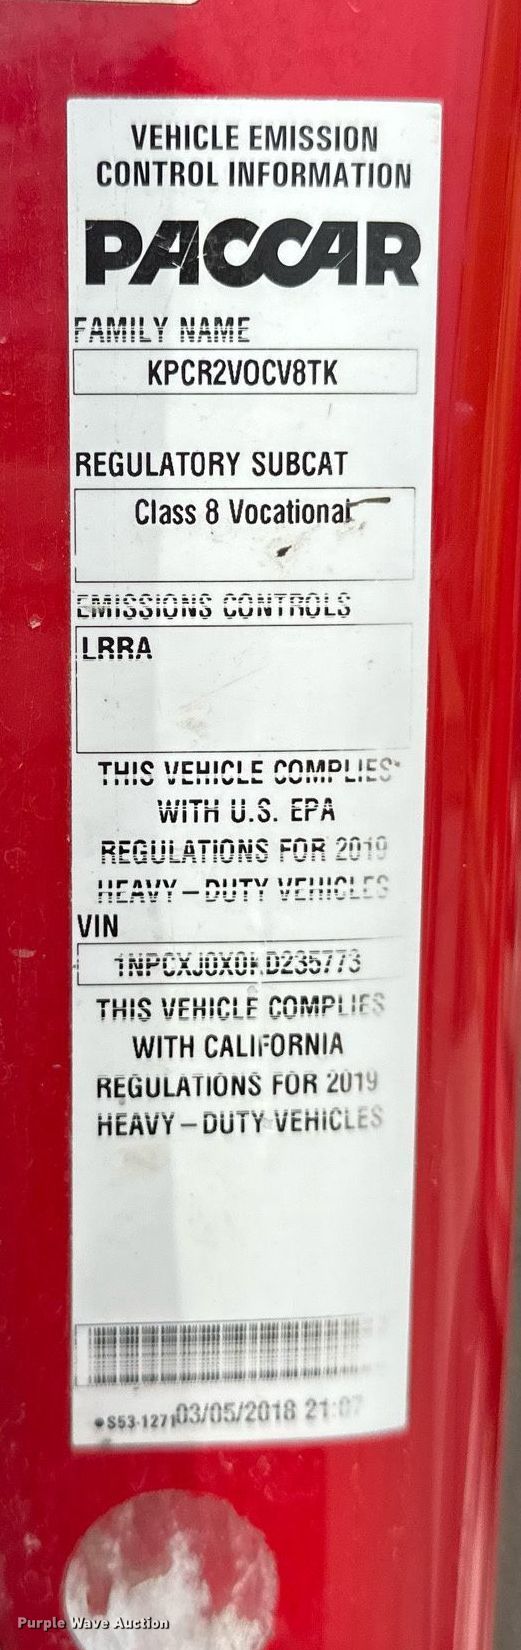 VEHICLE EMISSION
CONTROL INFORMATION
PACCAR
FAMILY NAME
KPCR2VOCV8TK
REGULATORY SUBCAT
Class 8 Vocational
EMISSIONS CONTROLS
LRRA
THIS VEHICLE COMPLIES
WITH U.S. EPA
REGULATIONS FOR 2019
HEAVY-DUTY VEHICLES
VIN
1NPCXJ0X0KD235773
THIS VEHICLE COMPLIES
WITH CALIFORNIA
REGULATIONS FOR 2019
HEAVY-DUTY VEHICLES
S53-1271 03/05/2018 21:07
Purple Wave Auction